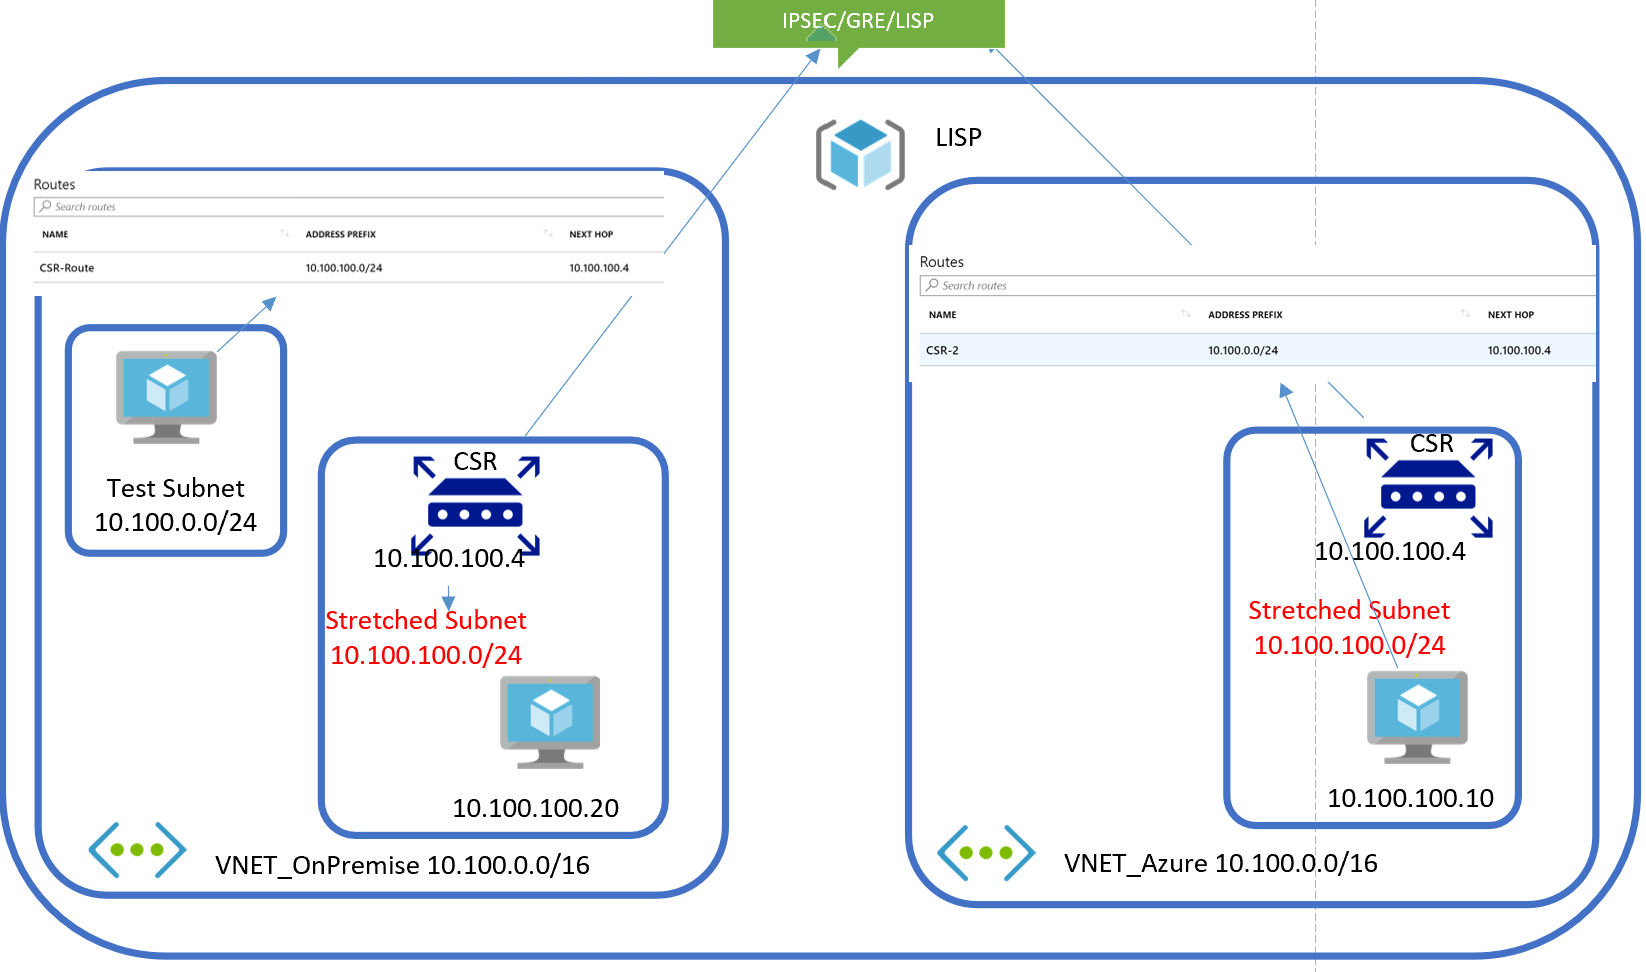 IPSEC/GRE/LISP
LISP
Routes
Search routes
NAME ADDRESS PREFIX NEXT HOP
CSR-Route 10.100.100.0/24 10.100.100.4
Test Subnet
10.100.0.0/24
CSR
10.100.100.4
Stretched Subnet
10.100.100.0/24
10.100.100.20
VNET_OnPremise 10.100.0.0/16
Routes
Search routes
NAME ADDRESS PREFIX NEXT HOP
CSR-2 10.100.0.0/24 10.100.100.4
CSR
10.100.100.4
Stretched Subnet
10.100.100.0/24
10.100.100.10
VNET_Azure 10.100.0.0/16